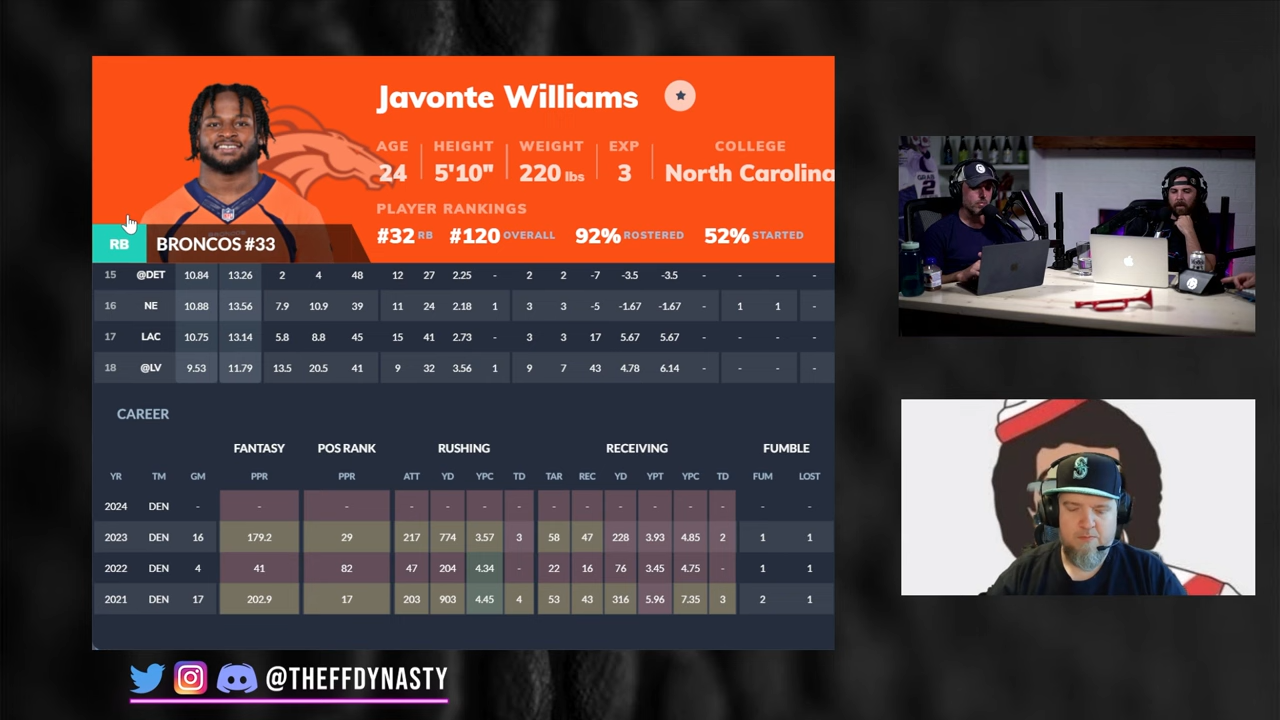 Javonte Williams
AGE HEIGHT WEIGHT EXP COLLEGE
24 5'10" 220 lbs 3 North Carolina
PLAYER RANKINGS
#32 RB #120 OVERALL 92% ROSTERED 52% STARTED
RB BRONCOS #33
15 @DET 10.84 13.26 2 4 48 12 27 2.25 - 2 2 -7 -3.5 -3.5 - - - -
16 NE 10.88 13.56 7.9 10.9 39 11 24 2.18 1 3 3 -5 -1.67 -1.67 - 1 1 -
17 LAC 10.75 13.14 5.8 8.8 45 15 41 2.73 - 3 3 17 5.67 5.67 - - - -
18 @LV 9.53 11.79 13.5 20.5 41 9 32 3.56 1 9 7 43 4.78 6.14 - - - -
CAREER
FANTASY POS RANK RUSHING RECEIVING FUMBLE
YR TM GM PPR PPR ATT YD YPC TD TAR REC YD YPT YPC TD FUM LOST
2024 DEN - - - - - - - - - - - - - - -
2023 DEN 16 179.2 29 217 774 3.57 3 58 47 228 3.93 4.85 2 1 1
2022 DEN 4 41 82 47 204 4.34 - 22 16 76 3.45 4.75 - 1 1
2021 DEN 17 202.9 17 203 903 4.45 4 53 43 316 5.96 7.35 3 2 1
@THEFFDYNASTY
GRAB
2
S